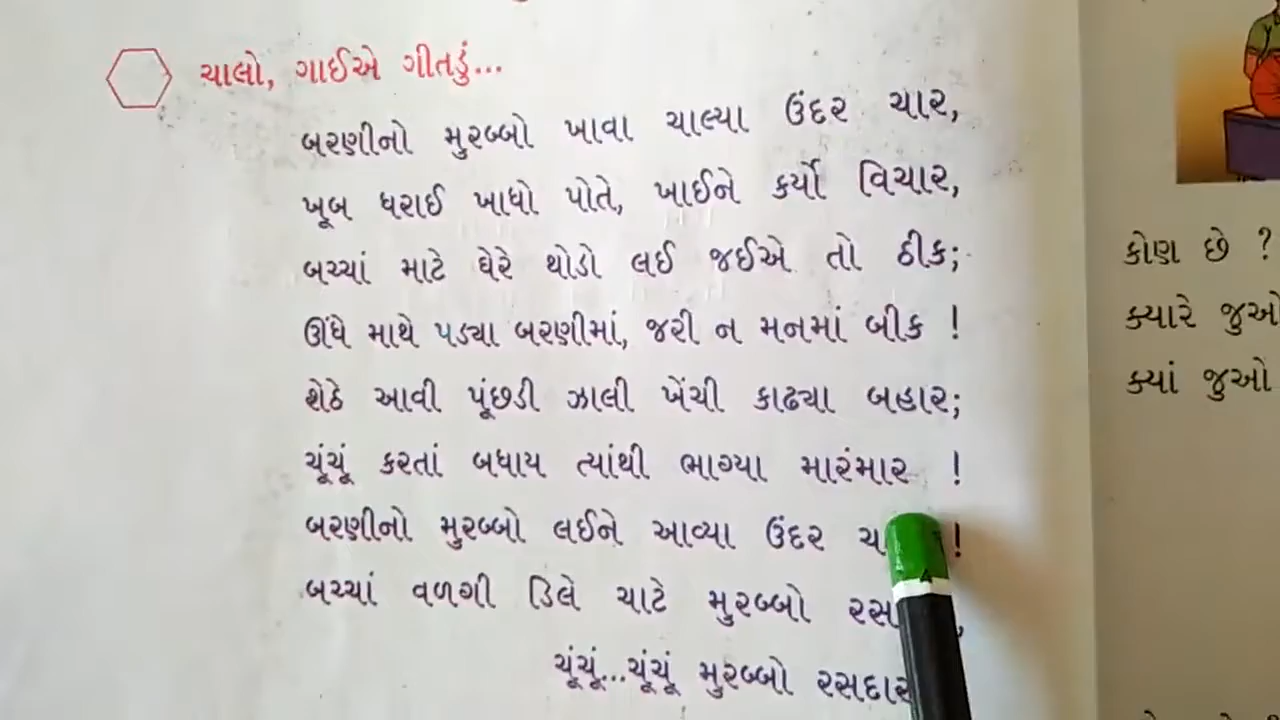 ચાલો, ગાઈએ ગીતડું...
બરણીનો મુરબ્બો ખાવા ચાલ્યા ઉંદર ચાર,
ખૂબ ધરાઈ ખાધો પોતે, ખાઈને કર્યો વિચાર,
બચ્ચાં માટે ઘેરે થોડો લઈ જઈએ તો ઠીક;
ઊંધે માથે પડ્યા બરણીમાં, જરી ન મનમાં બીક !
શેઠે આવી પૂંછડી ઝાલી ખેંચી કાઢ્યા બહાર;
ચૂંચૂં કરતાં બધાય ત્યાંથી ભાગ્યા મારંમાર !
બરણીનો મુરબ્બો લઈને આવ્યા ઉંદર
બચ્ચાં વળગી ડિલે ચાટે મુરબ્બો
ચૂંચૂં...ચૂંચૂં મુરબ્બો
કોણ છે ?
ક્યારે જુઓ
ક્યાં જુઓ